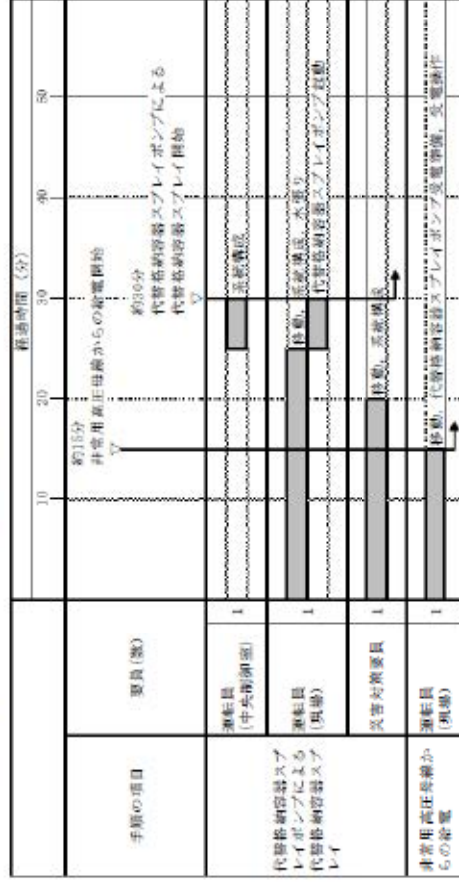 経過時間（分）
10 20 30 40 50
手順の項目
要員（数）
約15分
非常用高圧母線からの給電開始
▽
約30分
代替格納容器スプレイポンプによる
代替格納容器スプレイ開始
▽
代替格納容器スプ
レイポンプによる
代替格納容器スプ
レイ
運転員
（中央制御室）
1
系統構成
運転員
（現場）
1
移動，系統構成，水張り
代替格納容器スプレイポンプ起動
災害対策要員
1
移動，系統構成
非常用高圧母線か
らの給電
運転員
（現場）
1
移動，代替格納容器スプレイポンプ受電準備，受電操作